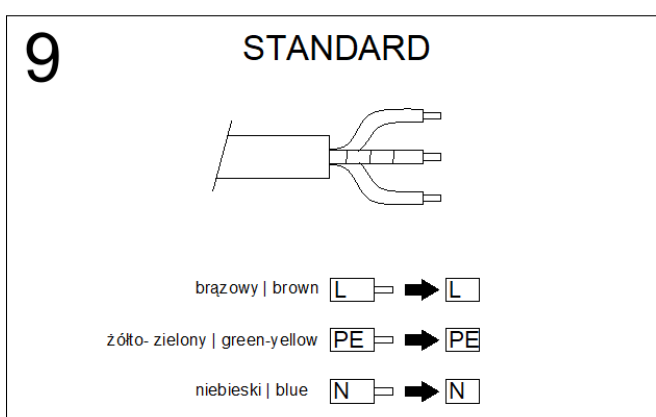 9 STANDARD
brązowy | brown L L
żółto- zielony | green-yellow PE PE
niebieski | blue N N